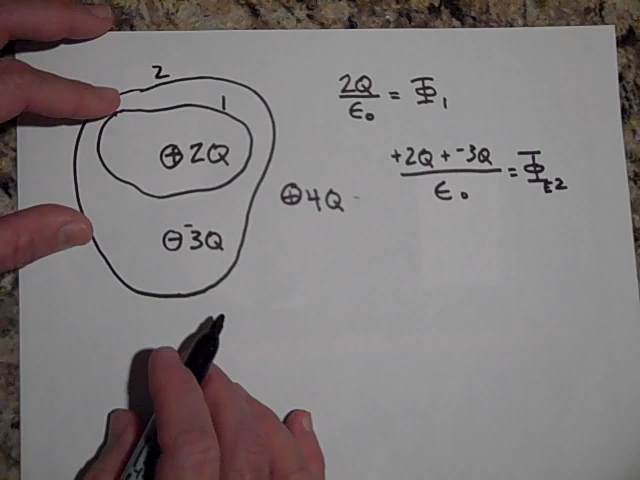 2
1
⊕2Q
⊖⁻3Q
⊕4Q
2Q/ϵ₀ = Φ₁
+2Q + ⁻3Q/ϵ₀ = Φ_E2